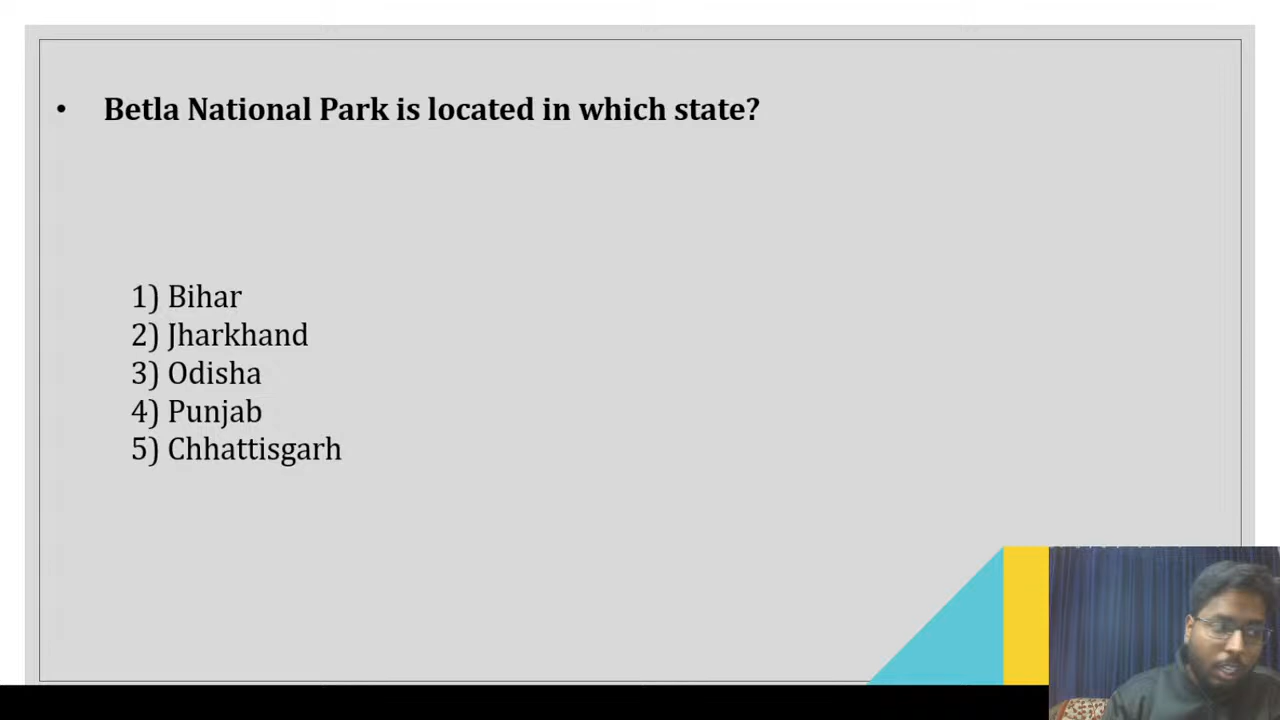 • Betla National Park is located in which state?
1) Bihar
2) Jharkhand
3) Odisha
4) Punjab
5) Chhattisgarh